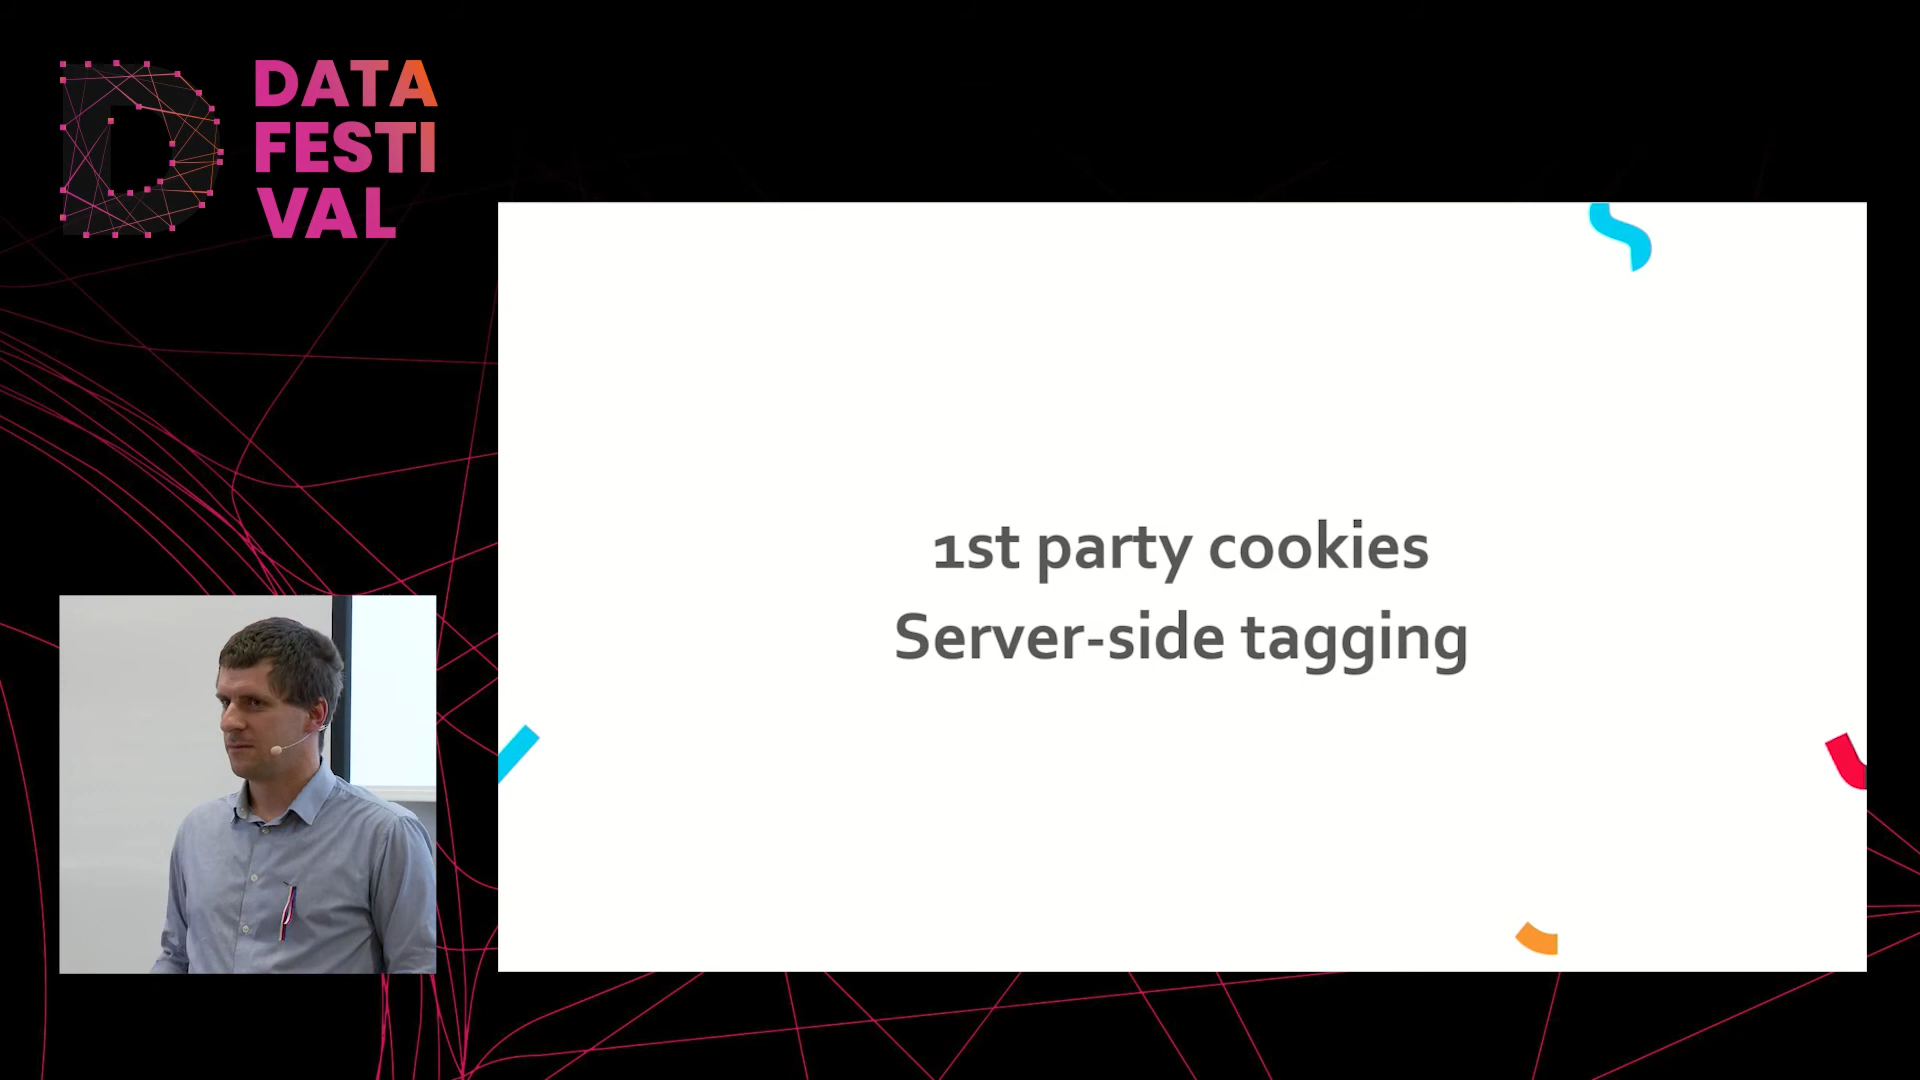 DATA
FESTI
VAL
1st party cookies
Server-side tagging